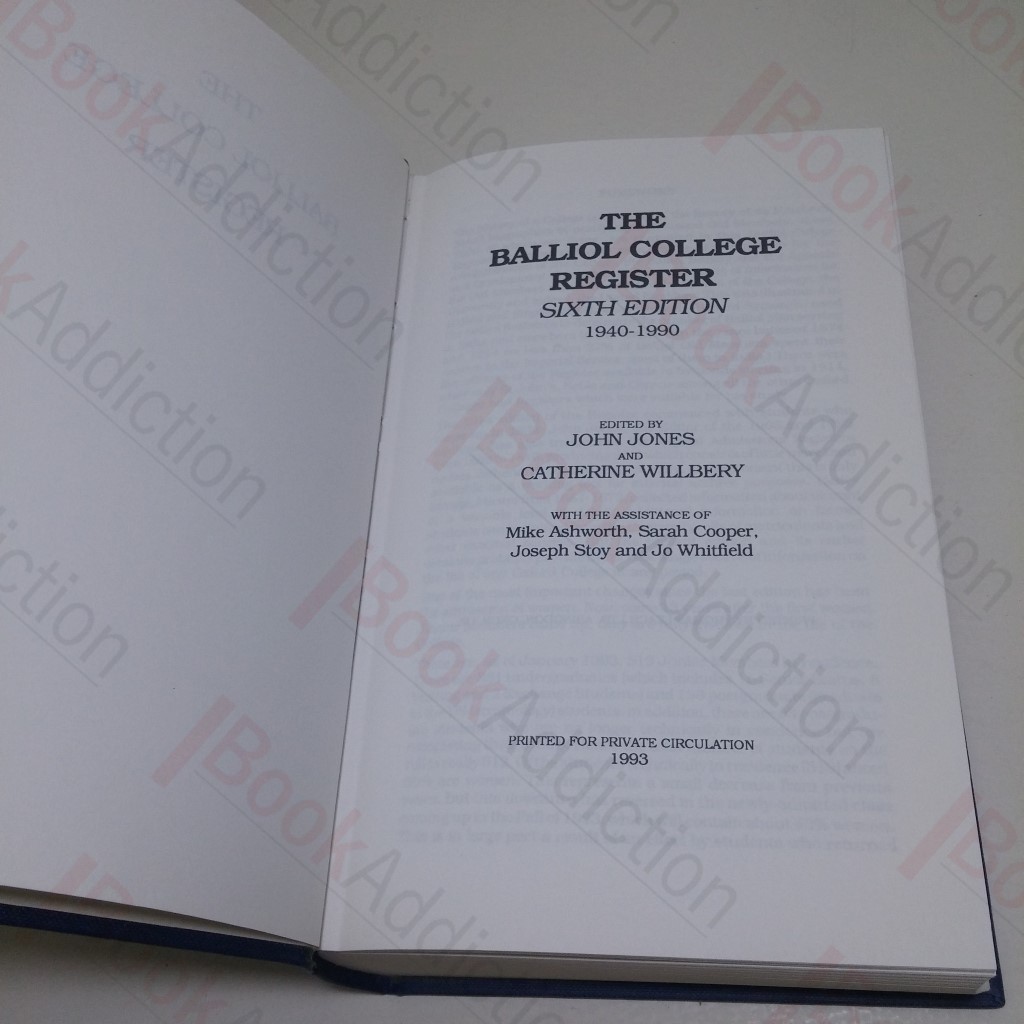 THE
BALLIOL COLLEGE
REGISTER
SIXTH EDITION
1940-1990
EDITED BY
JOHN JONES
AND
CATHERINE WILLBERY
WITH THE ASSISTANCE OF
Mike Ashworth, Sarah Cooper,
Joseph Stoy and Jo Whitfield
PRINTED FOR PRIVATE CIRCULATION
1993
BookAddiction